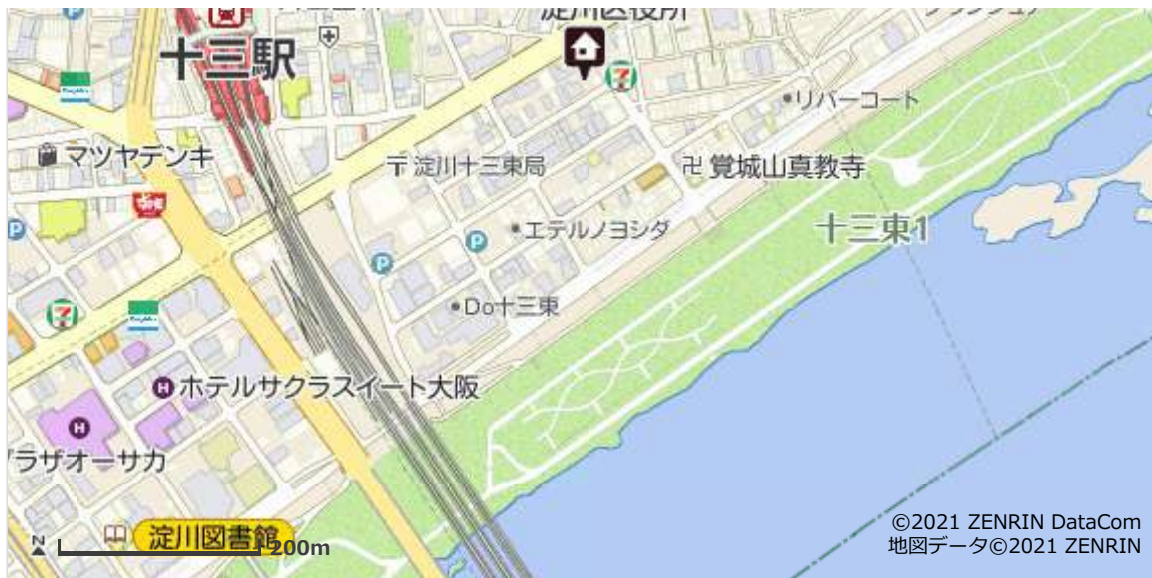 淀川区役所
十三駅
リバーコート
マツヤデンキ
〒淀川十三東局
卍 覚城山真教寺
エテルノヨシダ
十三東1
P
P
P
P
Do十三東
H ホテルサクラスイート大阪
H
プラザオーサカ
淀川図書館
N
200m
©2021 ZENRIN DataCom
地図データ©2021 ZENRIN